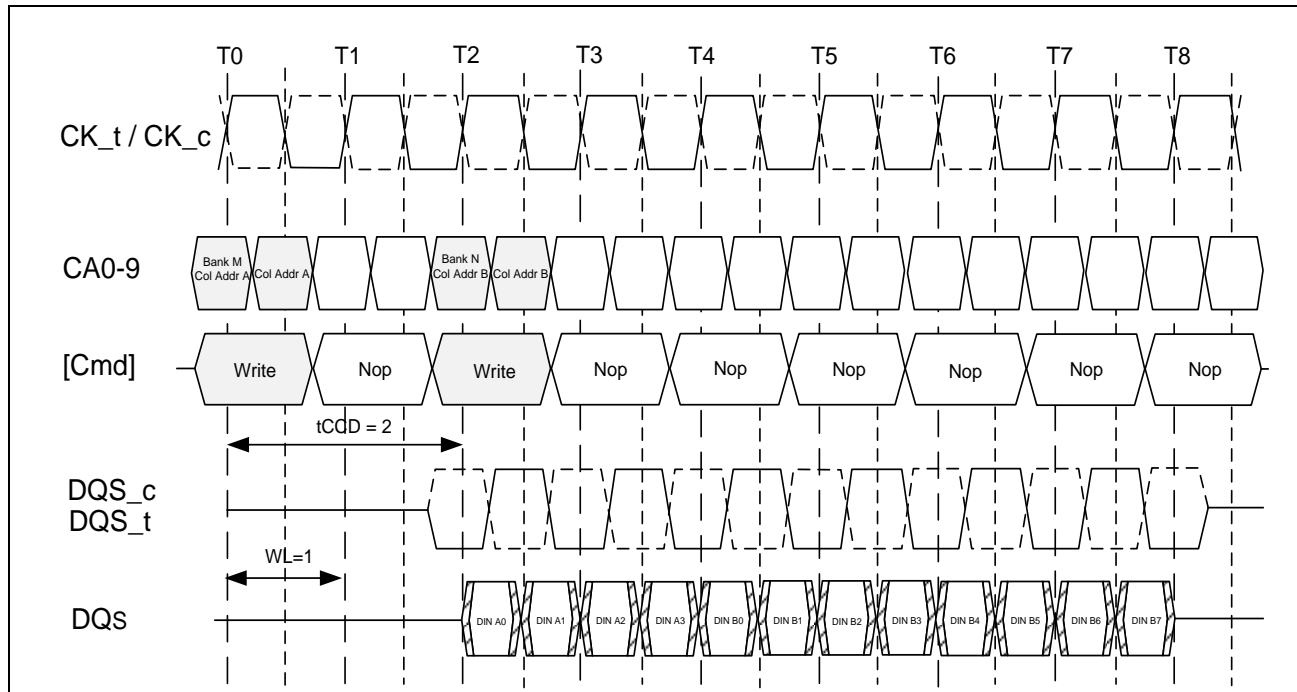 T0 T1 T2 T3 T4 T5 T6 T7 T8
CK_t / CK_c
CA0-9
Bank M
Col Addr A
Col Addr A
Bank N
Col Addr B
Col Addr B
[Cmd]
Write Nop Write Nop Nop Nop Nop Nop Nop
tCCD = 2
DQS_c
DQS_t
WL=1
DQs
DIN A0 DIN A1 DIN A2 DIN A3 DIN B0 DIN B1 DIN B2 DIN B3 DIN B4 DIN B5 DIN B6 DIN B7